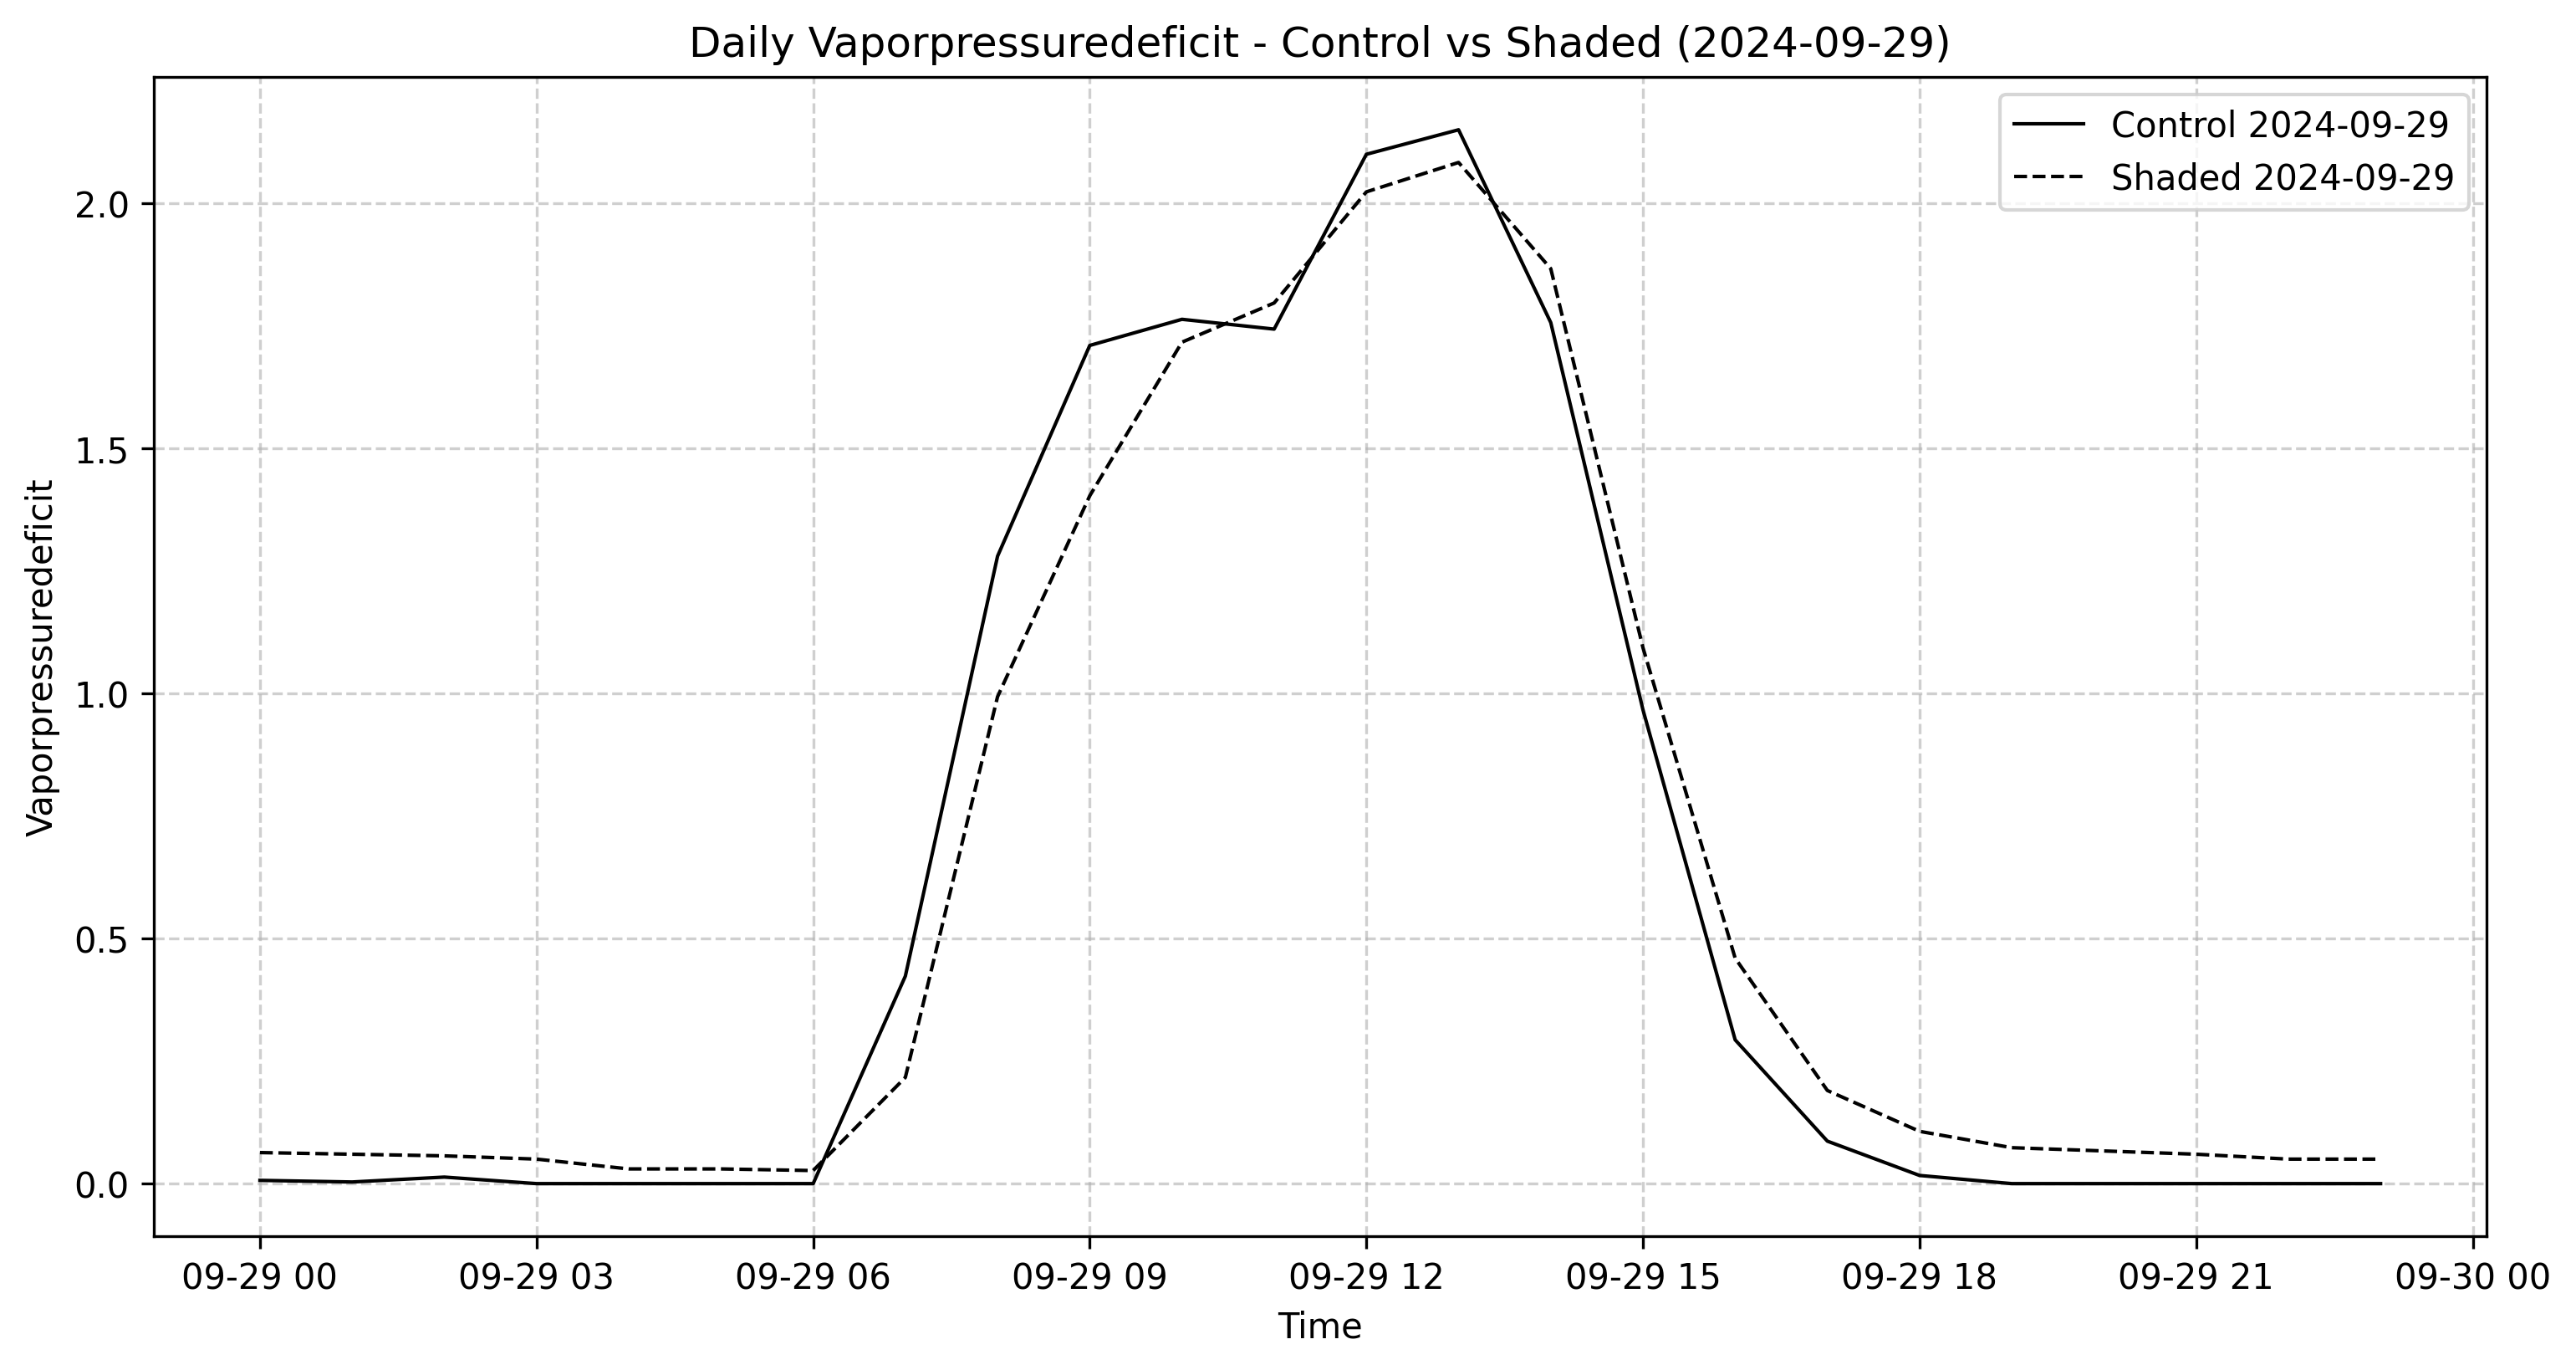 Daily Vaporpressuredeficit - Control vs Shaded (2024-09-29)
Control 2024-09-29
Shaded 2024-09-29
Vaporpressuredeficit
2.0
1.5
1.0
0.5
0.0
09-29 00 09-29 03 09-29 06 09-29 09 09-29 12 09-29 15 09-29 18 09-29 21 09-30 00
Time